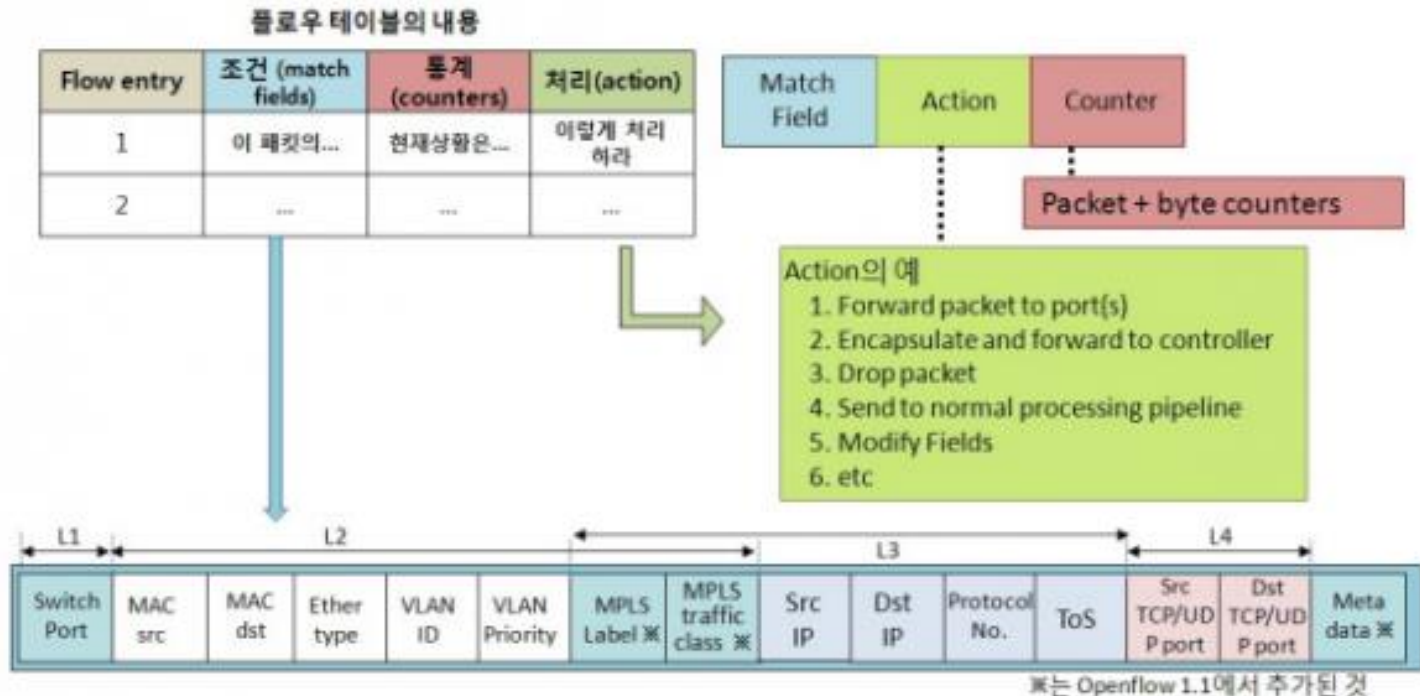 플로우 테이블의 내용
Flow entry
조건 (match
fields)
통계
(counters)
처리(action)
1
이 패킷의...
현재상황은...
이렇게 처리
하라
2
...
...
...
Match
Field
Action
Counter
Packet + byte counters
Action의 예
1. Forward packet to port(s)
2. Encapsulate and forward to controller
3. Drop packet
4. Send to normal processing pipeline
5. Modify Fields
6. etc
L1
L2
L3
L4
Switch
Port
MAC
src
MAC
dst
Ether
type
VLAN
ID
VLAN
Priority
MPLS
Label ※
MPLS
traffic
class ※
Src
IP
Dst
IP
Protocol
No.
ToS
Src
TCP/UD
P port
Dst
TCP/UD
P port
Meta
data ※
※는 Openflow 1.1에서 추가된 것